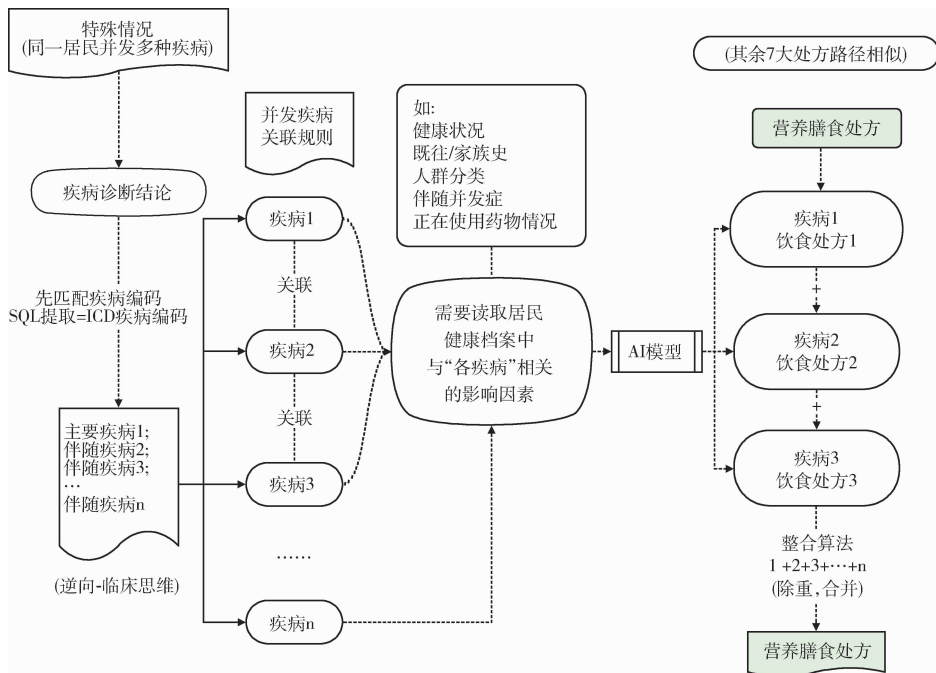 特殊情况
(同一居民并发多种疾病)
疾病诊断结论
先匹配疾病编码
SQL提取=ICD疾病编码
主要疾病1;
伴随疾病2;
伴随疾病3;
…
伴随疾病n
(逆向-临床思维)
并发疾病
关联规则
疾病1
关联
疾病2
关联
疾病3
……
疾病n
如:
健康状况
既往/家族史
人群分类
伴随并发症
正在使用药物情况
需要读取居民
健康档案中
与“各疾病”相关
的影响因素
AI模型
(其余7大处方路径相似)
营养膳食处方
疾病1
饮食处方1
+
疾病2
饮食处方2
+
疾病3
饮食处方3
整合算法
1 +2+3+…+n
(除重,合并)
营养膳食处方